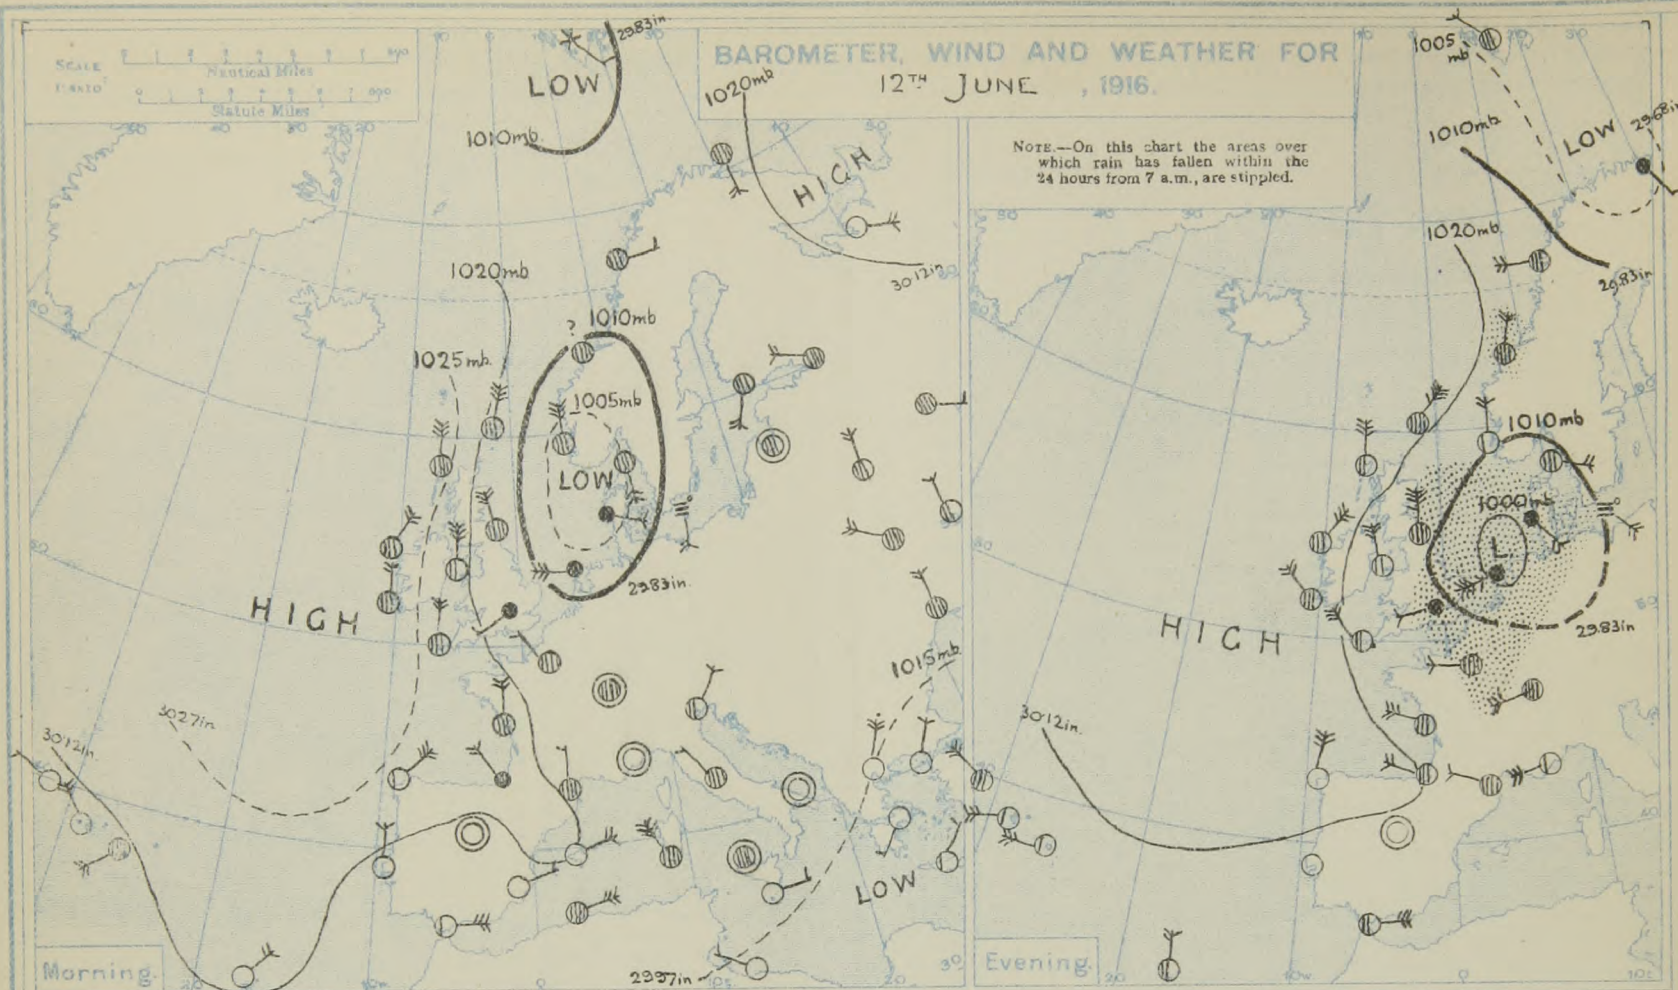 BAROMETER, WIND AND WEATHER FOR
12TH JUNE , 1916.
SCALE
Nautical Miles
Statute Miles
NOTE.—On this chart the areas over
which rain has fallen within the
24 hours from 7 a.m., are stippled.
29.83in.
LOW
1010mb
1020mb
HIGH
30.12in
1020mb
1010mb
?
1025mb.
1005mb
LOW
29.83in.
HIGH
30.27in
30.12in.
1015mb
LOW
29.97in
Morning.
1005
mb
1010mb.
LOW
29.68in
1020mb.
29.83in
1010mb
1000mb
L
29.83in
HIGH
30.12in.
Evening.